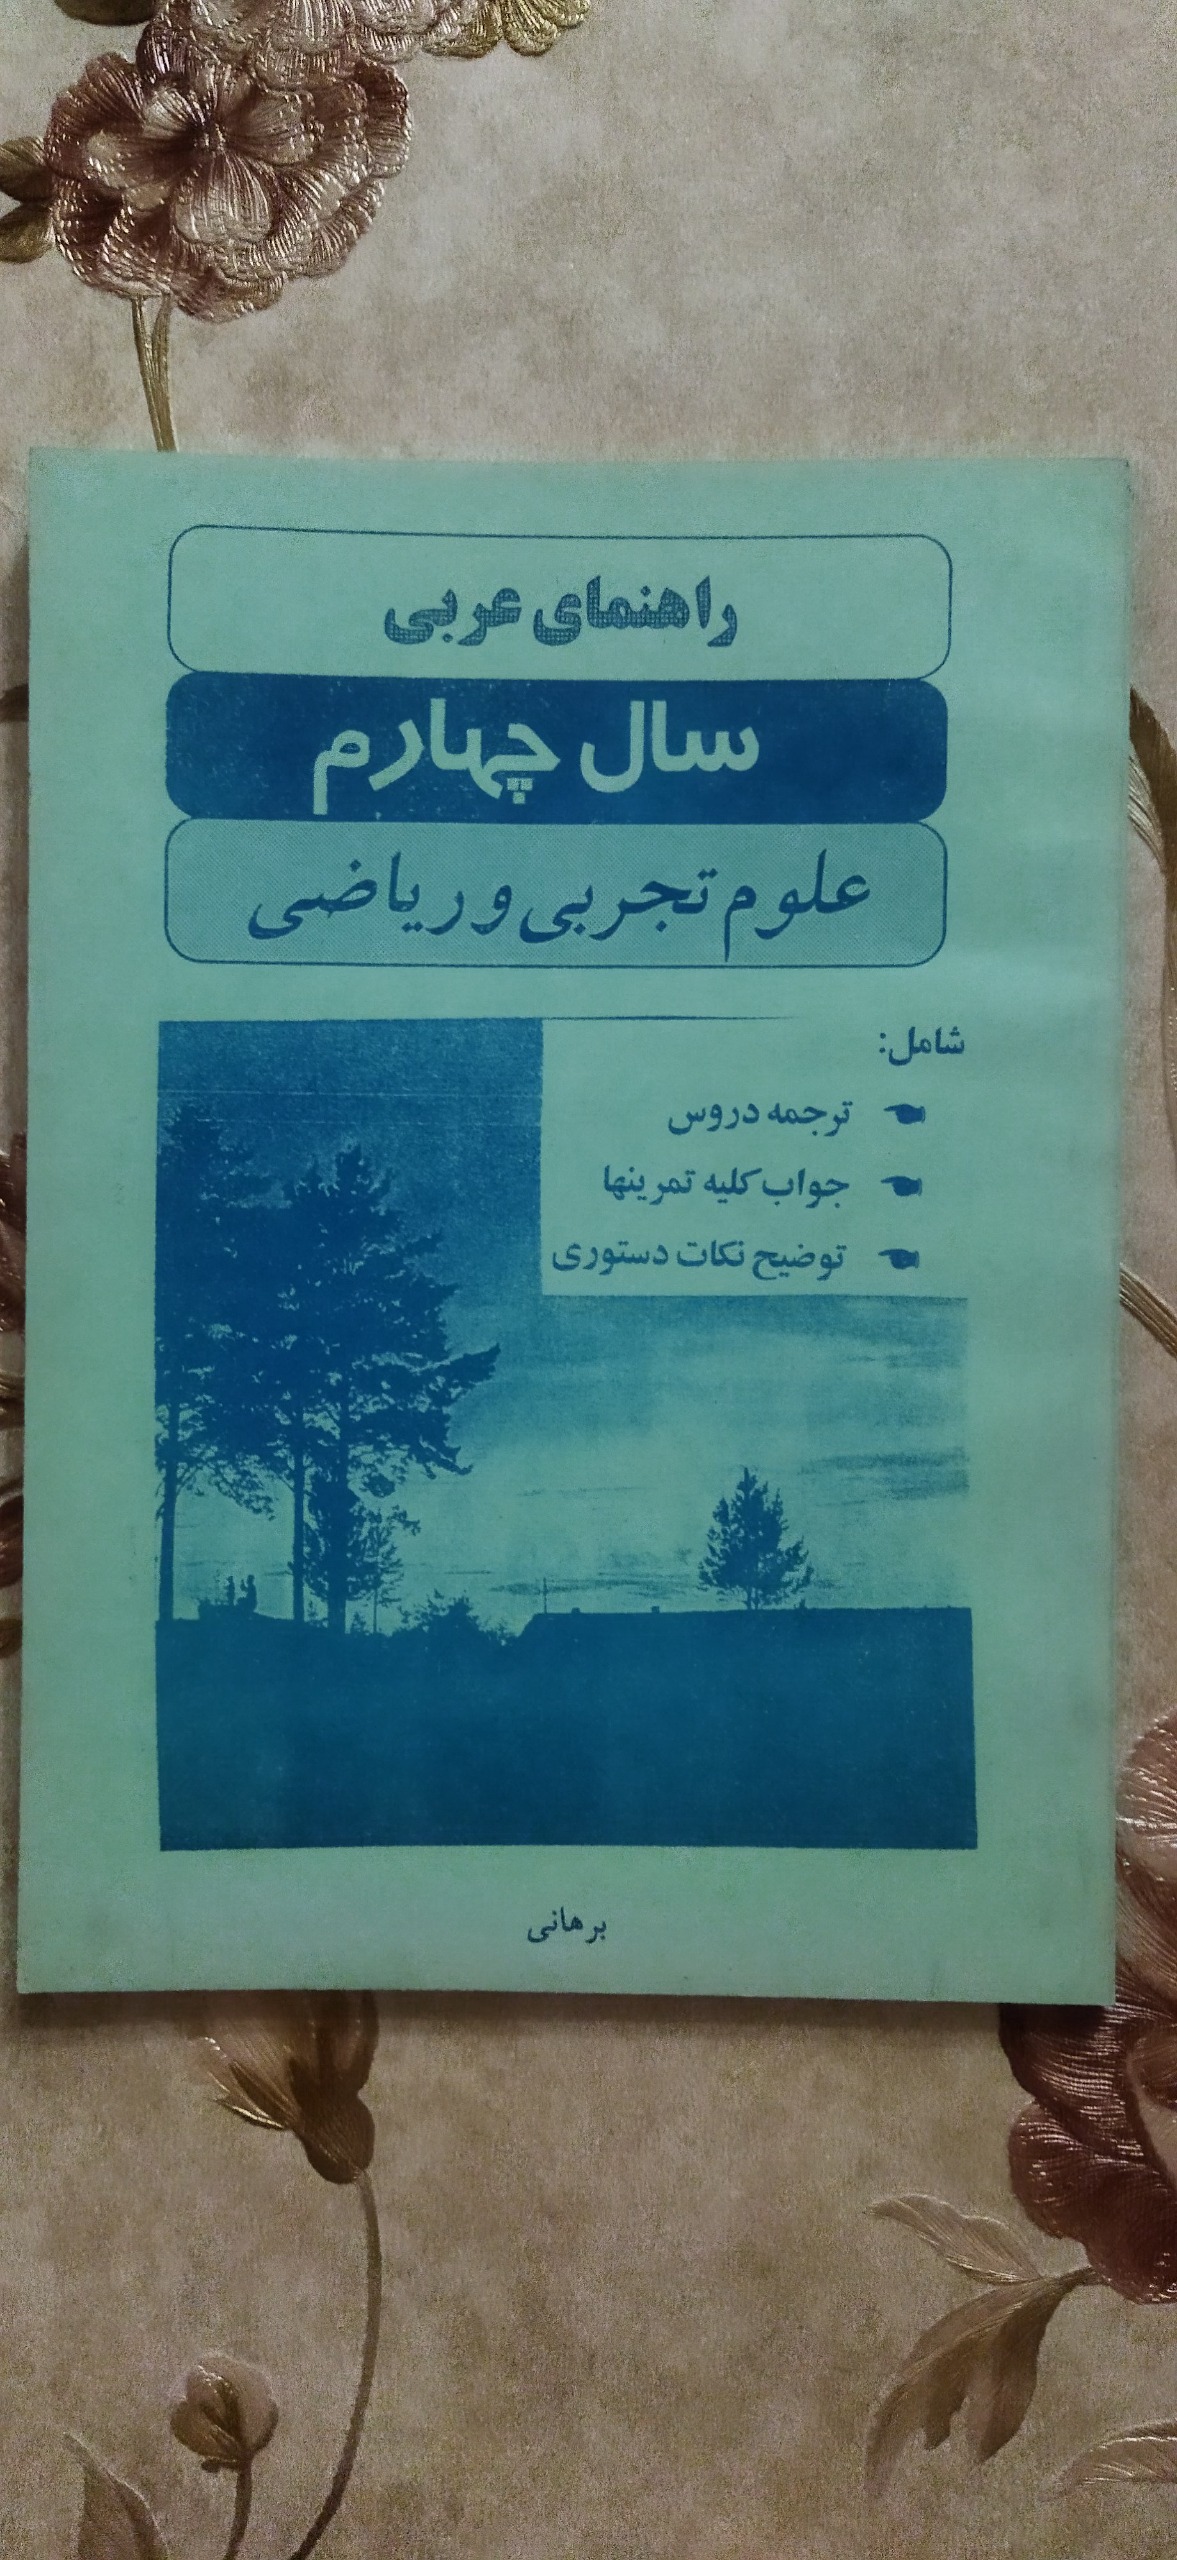 راهنمای عربی
سال چهارم
علوم تجربی و ریاضی
شامل:
ترجمه دروس
جواب کلیه تمرینها
توضیح نکات دستوری
برهانی